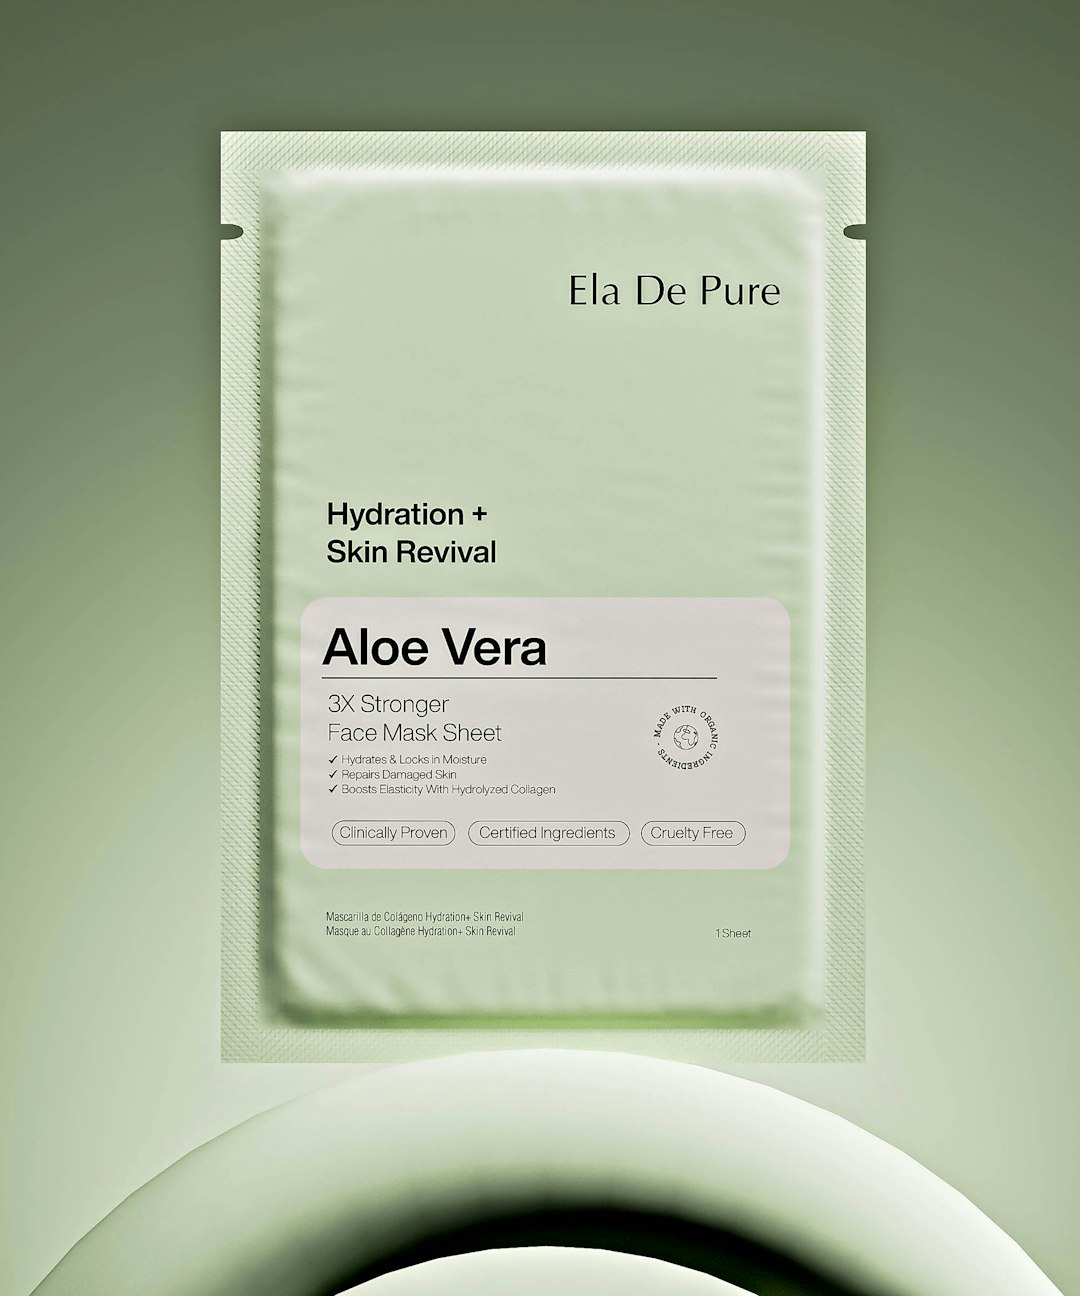 Ela De Pure
Hydration +
Skin Revival
Aloe Vera
3X Stronger
Face Mask Sheet
✓ Hydrates & Locks in Moisture
✓ Repairs Damaged Skin
✓ Boosts Elasticity With Hydrolyzed Collagen
MADE WITH ORGANIC INGREDIENTS -
Clinically Proven
Certified Ingredients
Cruelty Free
Mascarilla de Colágeno Hydration+ Skin Revival
Masque au Collagène Hydration+ Skin Revival
1 Sheet